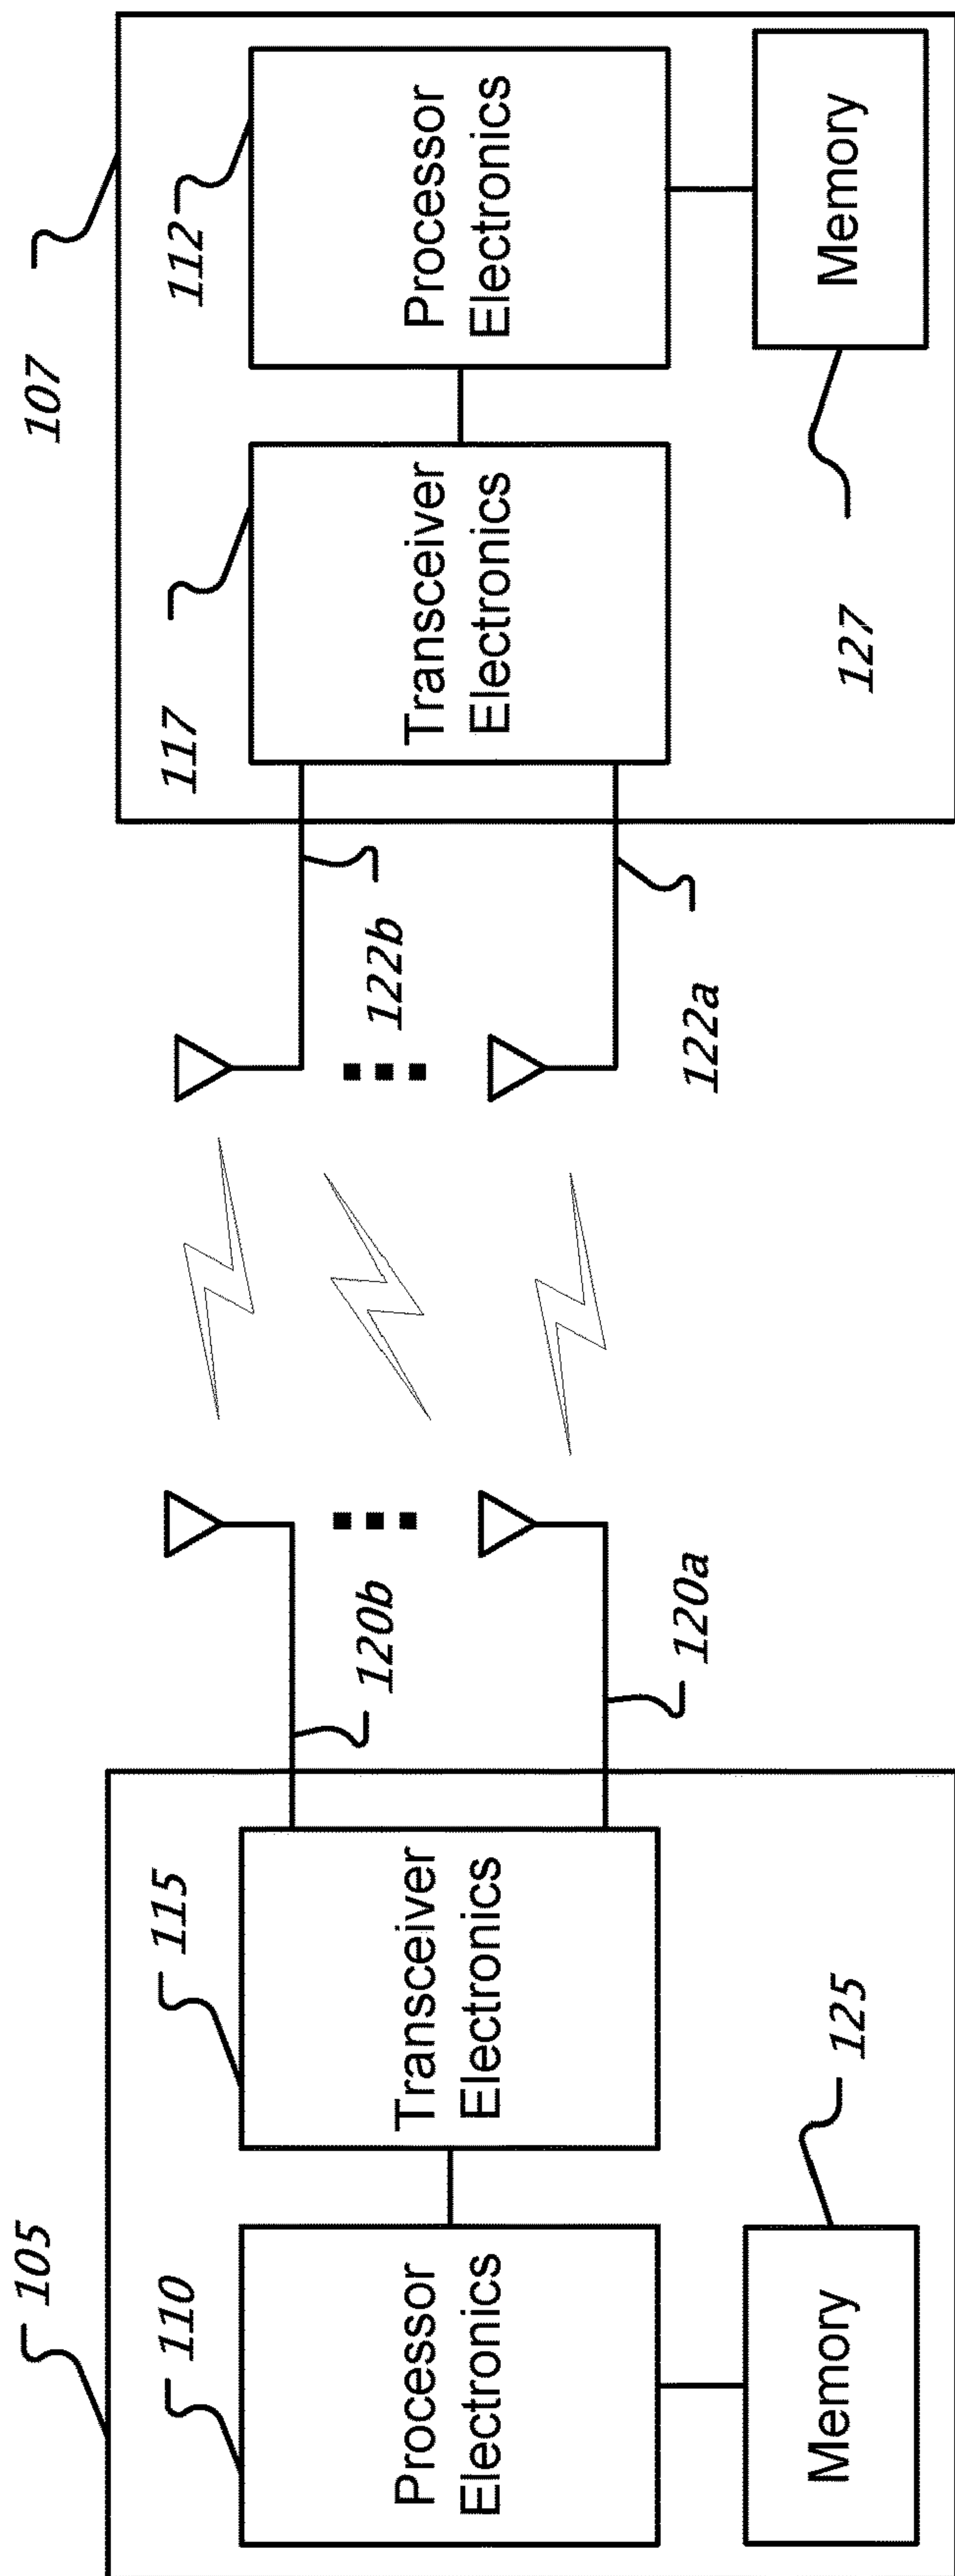 105
107
110
115
117
112
Processor
Electronics
Transceiver
Electronics
Transceiver
Electronics
Processor
Electronics
120b
122b
120a
122a
Memory
125
127
Memory